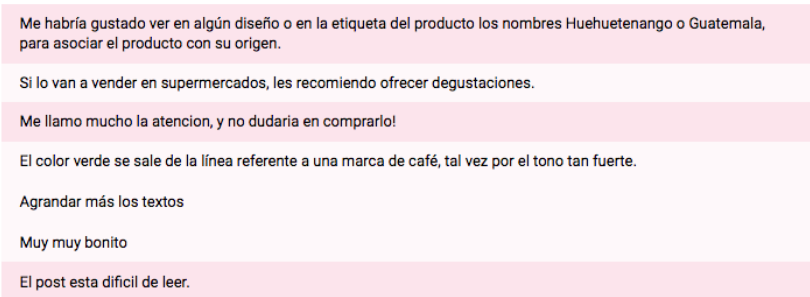 Me habría gustado ver en algún diseño o en la etiqueta del producto los nombres Huehuetenango o Guatemala,
para asociar el producto con su origen.
Si lo van a vender en supermercados, les recomiendo ofrecer degustaciones.
Me llamo mucho la atencion, y no dudaria en comprarlo!
El color verde se sale de la línea referente a una marca de café, tal vez por el tono tan fuerte.
Agrandar más los textos
Muy muy bonito
El post esta dificil de leer.